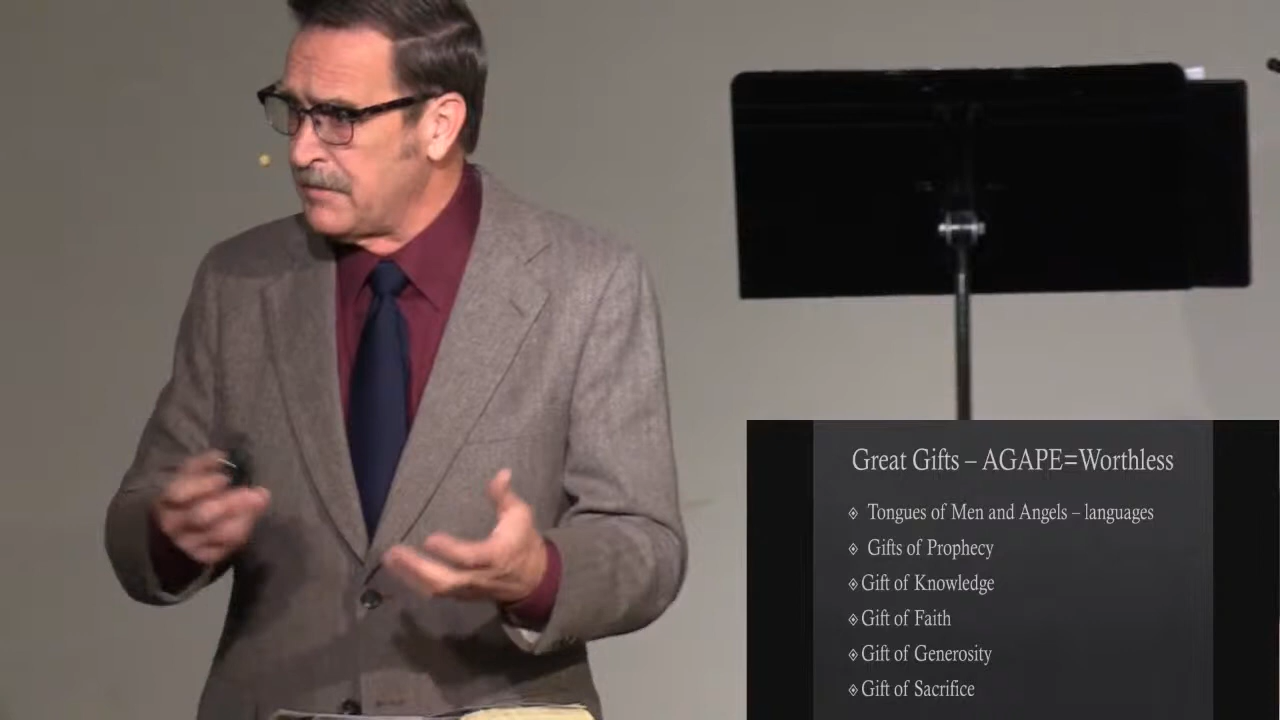 Great Gifts – AGAPE=Worthless
Tongues of Men and Angels – languages
Gifts of Prophecy
Gift of Knowledge
Gift of Faith
Gift of Generosity
Gift of Sacrifice